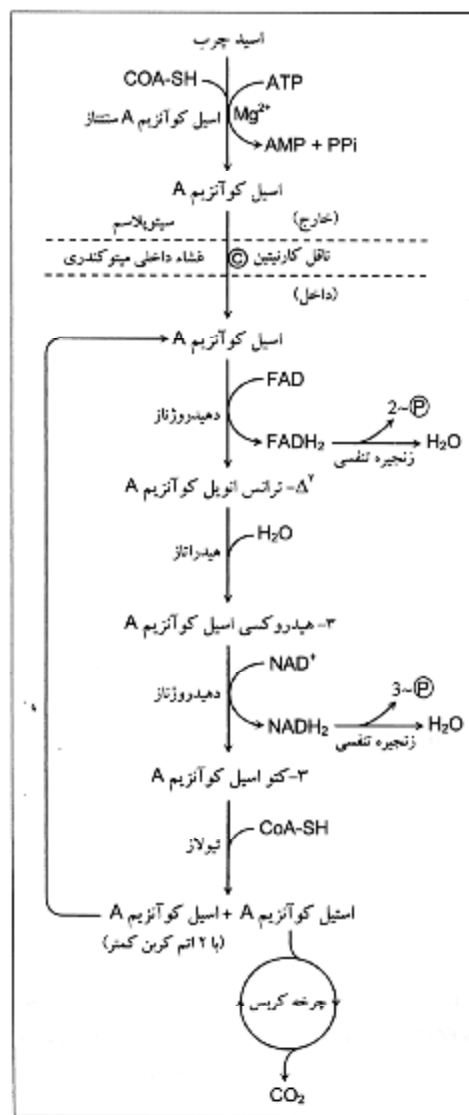 اسید چرب
COA-SH ATP
اسیل کوآنزیم A سنتتاز Mg²⁺
AMP + PPi
اسیل کوآنزیم A
سیتوپلاسم (خارج)
غشاء داخلی میتوکندری © ناقل کارنیتین
(داخل)
اسیل کوآنزیم A
FAD
دهیدروژناز
2~Ⓟ
FADH₂ زنجیره تنفسی H₂O
Δ۲- ترانس انویل کوآنزیم A
H₂O
هیدراتاز
۳- هیدروکسی اسیل کوآنزیم A
NAD⁺
دهیدروژناز
3~Ⓟ
NADH₂ زنجیره تنفسی H₂O
۳-کتو اسیل کوآنزیم A
CoA-SH
تیولاز
استیل کوآنزیم A + اسیل کوآنزیم A
(با ۲ اتم کربن کمتر)
چرخه کربس
CO₂